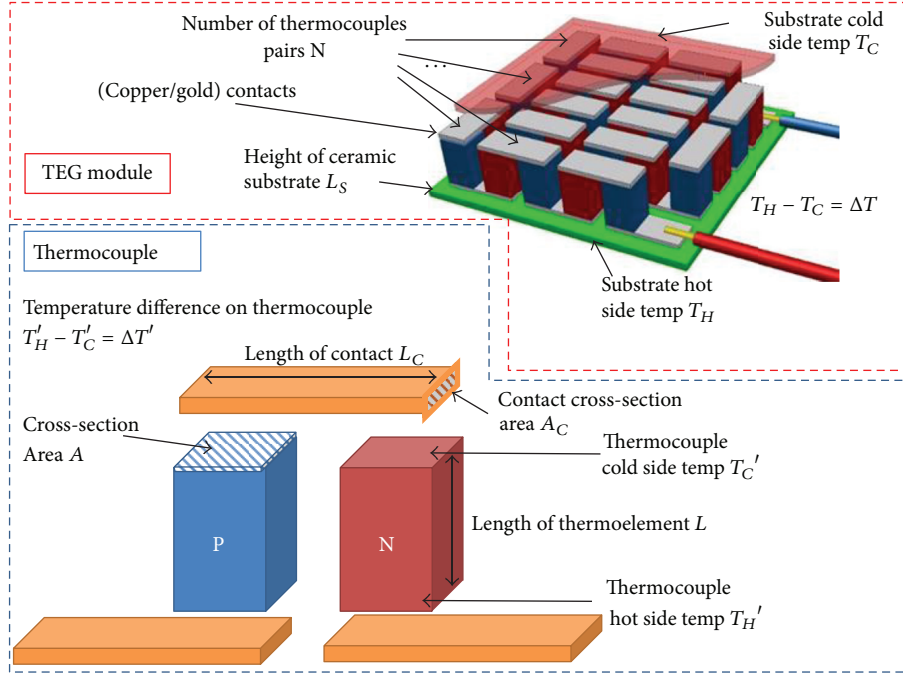 Number of thermocouples
pairs N
...
Substrate cold
side temp T_C
(Copper/gold) contacts
Height of ceramic
substrate L_S
TEG module
T_H − T_C = ΔT
Substrate hot
side temp T_H
Thermocouple
Temperature difference on thermocouple
T′_H − T′_C = ΔT′
Length of contact L_C
Contact cross-section
area A_C
Cross-section
Area A
Thermocouple
cold side temp T_C′
Length of thermoelement L
P
N
Thermocouple
hot side temp T_H′